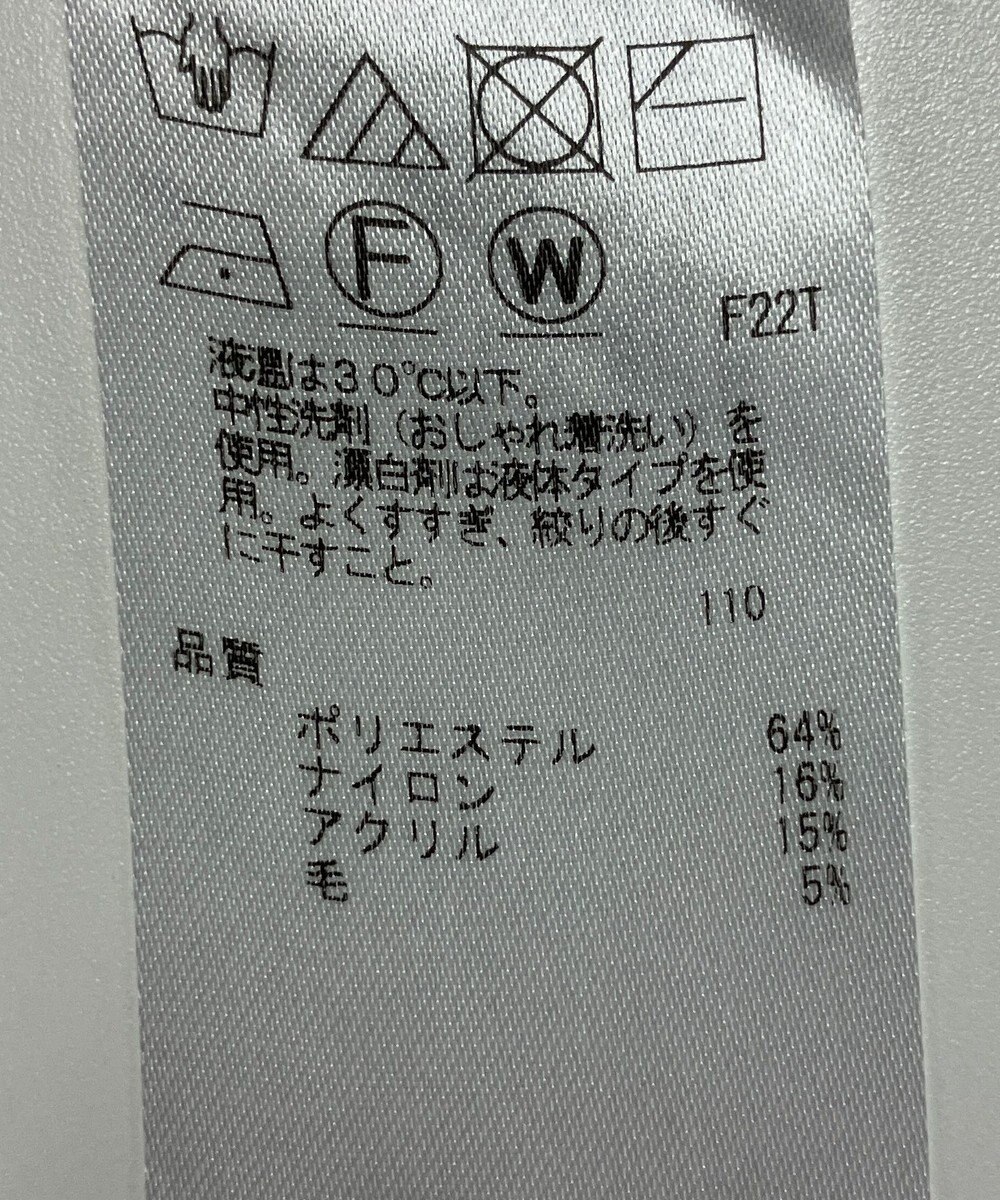 F W
F22T
液温は30℃以下。
中性洗剤（おしゃれ着洗い）を
使用。漂白剤は液体タイプを使
用。よくすすぎ、絞りの後すぐ
に干すこと。
110
品質
ポリエステル 64%
ナイロン 16%
アクリル 15%
毛 5%